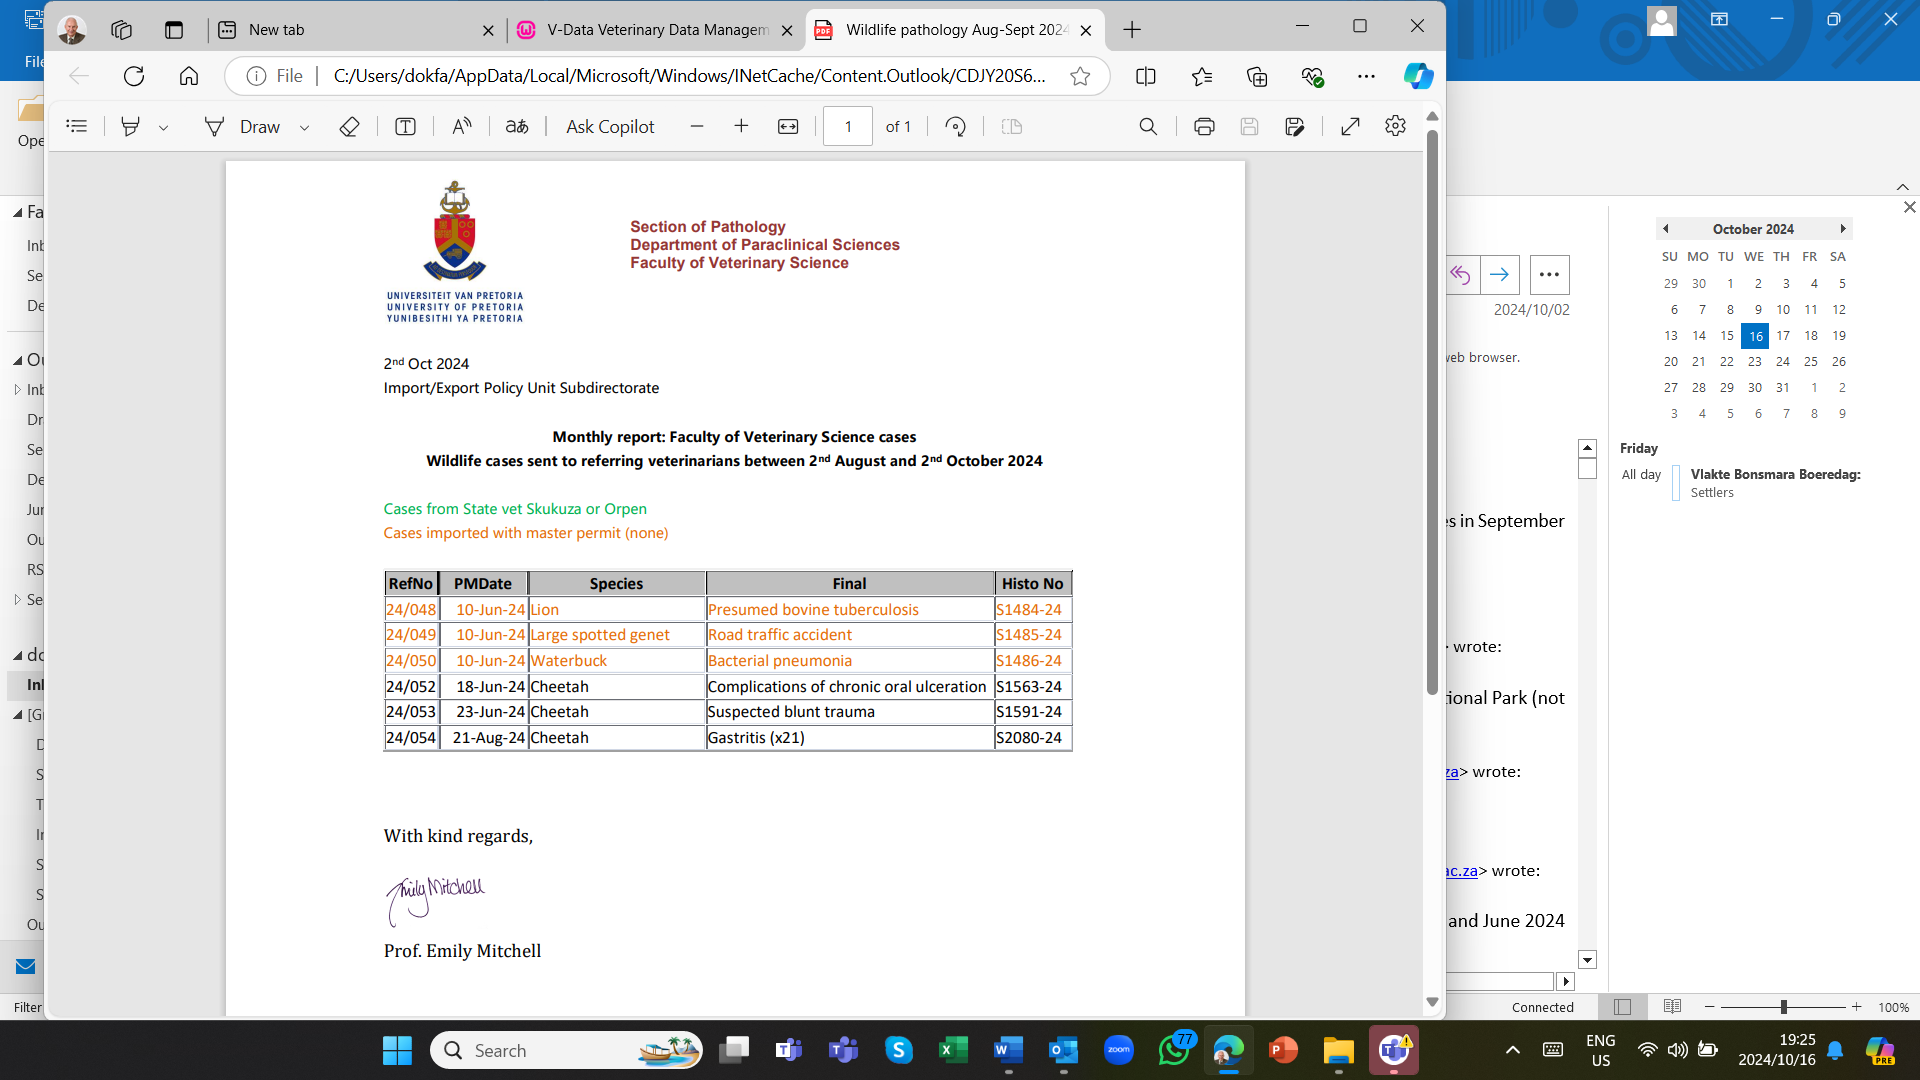 New tab
V-Data Veterinary Data Managem
Wildlife pathology Aug-Sept 2024
File
C:/Users/dokfa/AppData/Local/Microsoft/Windows/INetCache/Content.Outlook/CDJY20S6...
Draw
Ask Copilot
1
of 1
UNIVERSITEIT VAN PRETORIA
UNIVERSITY OF PRETORIA
YUNIBESITHI YA PRETORIA
Section of Pathology
Department of Paraclinical Sciences
Faculty of Veterinary Science
2nd Oct 2024
Import/Export Policy Unit Subdirectorate
Monthly report: Faculty of Veterinary Science cases
Wildlife cases sent to referring veterinarians between 2nd August and 2nd October 2024
Cases from State vet Skukuza or Orpen
Cases imported with master permit (none)
RefNo PMDate Species Final Histo No
24/048 10-Jun-24 Lion Presumed bovine tuberculosis S1484-24
24/049 10-Jun-24 Large spotted genet Road traffic accident S1485-24
24/050 10-Jun-24 Waterbuck Bacterial pneumonia S1486-24
24/052 18-Jun-24 Cheetah Complications of chronic oral ulceration S1563-24
24/053 23-Jun-24 Cheetah Suspected blunt trauma S1591-24
24/054 21-Aug-24 Cheetah Gastritis (x21) S2080-24
With kind regards,
Emily Mitchell
Prof. Emily Mitchell
2024/10/02
web browser.
es in September
wrote:
tional Park (not
za> wrote:
ac.za> wrote:
and June 2024
October 2024
SU MO TU WE TH FR SA
29 30 1 2 3 4 5
6 7 8 9 10 11 12
13 14 15 16 17 18 19
20 21 22 23 24 25 26
27 28 29 30 31 1 2
3 4 5 6 7 8 9
Friday
All day
Vlakte Bonsmara Boeredag:
Settlers
Filter
Connected
100%
Search
zoom
77
ENG
US
19:25
2024/10/16
PRE